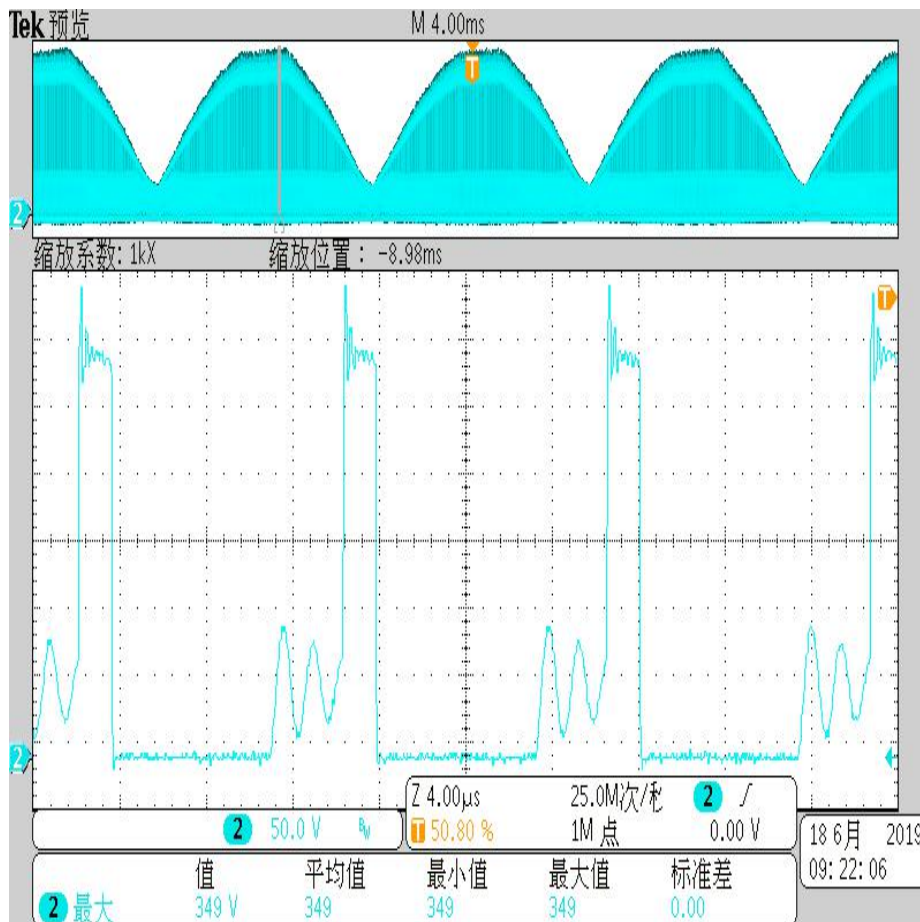 Tek 预览 M 4.00ms
T
2
缩放系数: 1kX 缩放位置: -8.98ms
T
2
Z 4.00µs 25.0M次/秒 2
2 50.0 V BW T 50.80 % 1M 点 0.00 V
18 6月 2019
09:22:06
值 平均值 最小值 最大值 标准差
2 最大 349 V 349 349 349 0.00